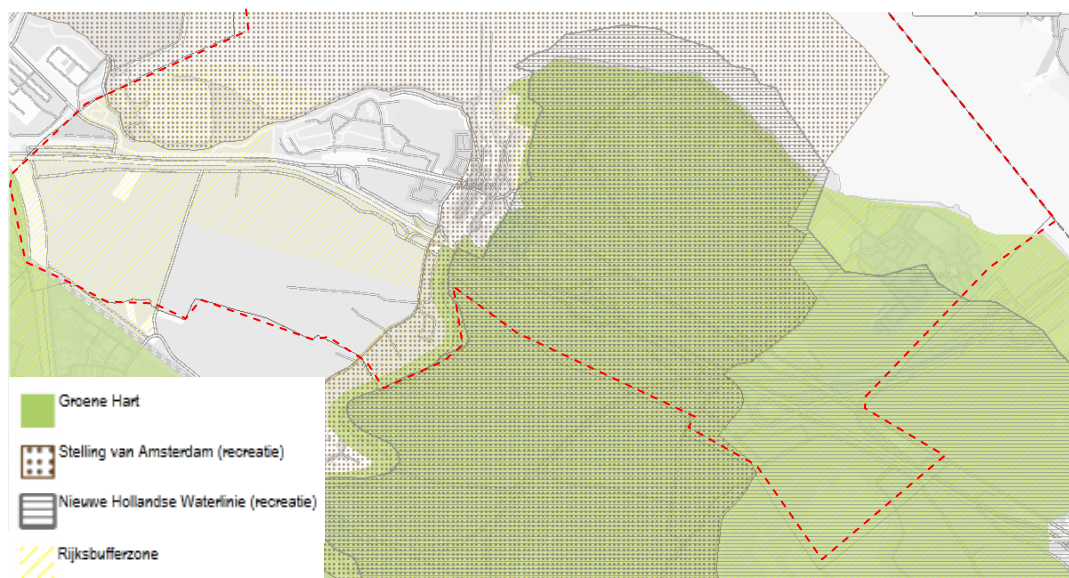 Groene Hart
Stelling van Amsterdam (recreatie)
Nieuwe Hollandse Waterlinie (recreatie)
Rijksbufferzone